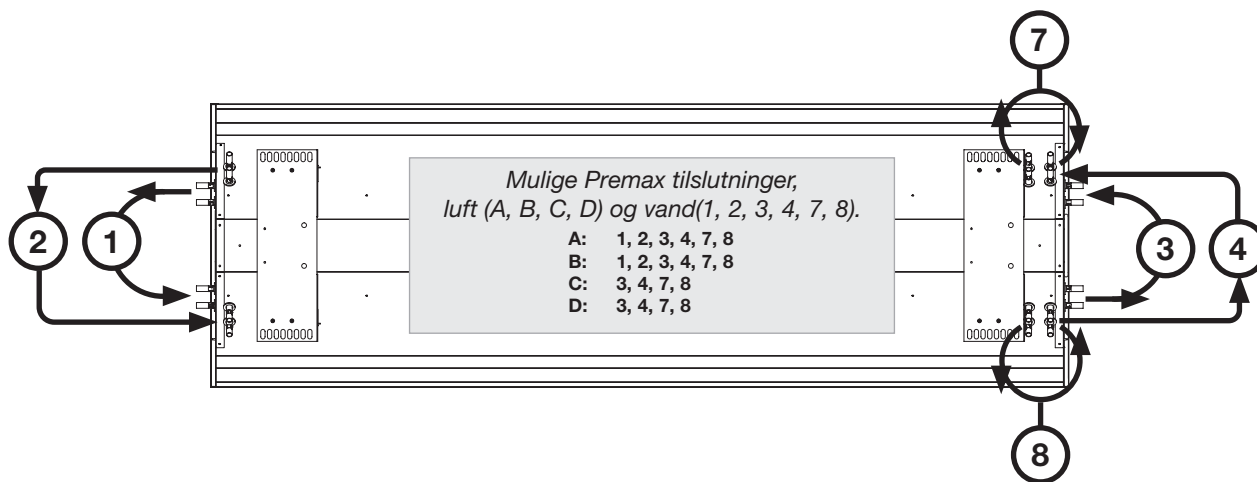 7
Mulige Premax tilslutninger,
luft (A, B, C, D) og vand(1, 2, 3, 4, 7, 8).
A: 1, 2, 3, 4, 7, 8
B: 1, 2, 3, 4, 7, 8
C: 3, 4, 7, 8
D: 3, 4, 7, 8
2
1
3
4
8